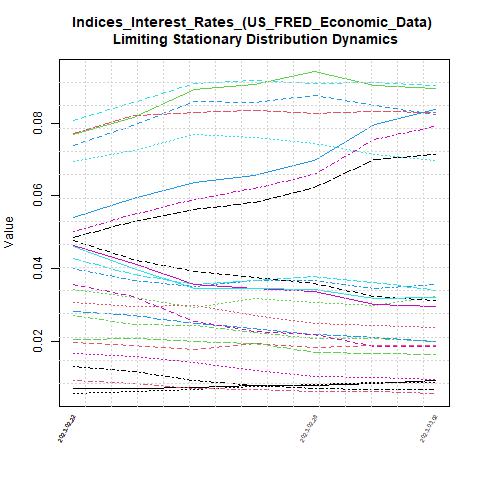 Indices_Interest_Rates_(US_FRED_Economic_Data)
Limiting Stationary Distribution Dynamics
Value
0.08
0.06
0.04
0.02